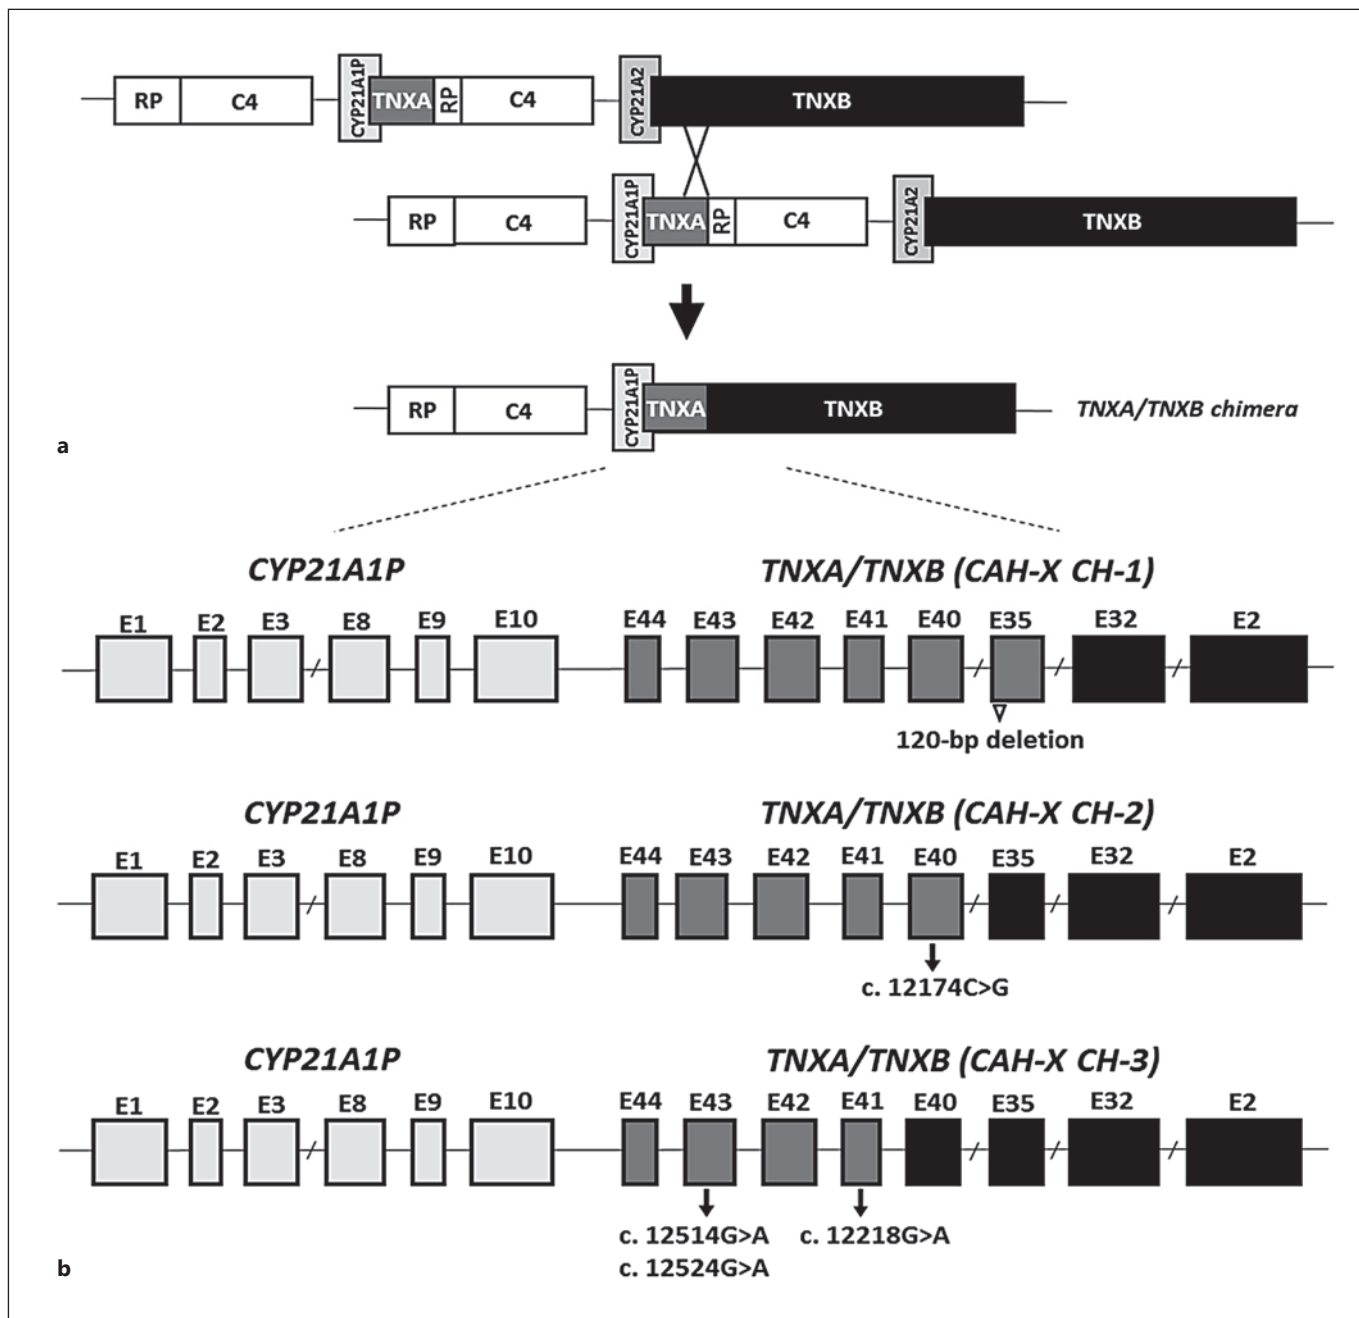 RP C4 CYP21A1P TNXA RP C4 CYP21A2 TNXB
RP C4 CYP21A1P TNXA RP C4 CYP21A2 TNXB
RP C4 CYP21A1P TNXA TNXB TNXA/TNXB chimera
a
CYP21A1P TNXA/TNXB (CAH-X CH-1)
E1 E2 E3 E8 E9 E10 E44 E43 E42 E41 E40 E35 E32 E2
120-bp deletion
CYP21A1P TNXA/TNXB (CAH-X CH-2)
E1 E2 E3 E8 E9 E10 E44 E43 E42 E41 E40 E35 E32 E2
c. 12174C>G
CYP21A1P TNXA/TNXB (CAH-X CH-3)
E1 E2 E3 E8 E9 E10 E44 E43 E42 E41 E40 E35 E32 E2
c. 12514G>A c. 12218G>A
c. 12524G>A
b